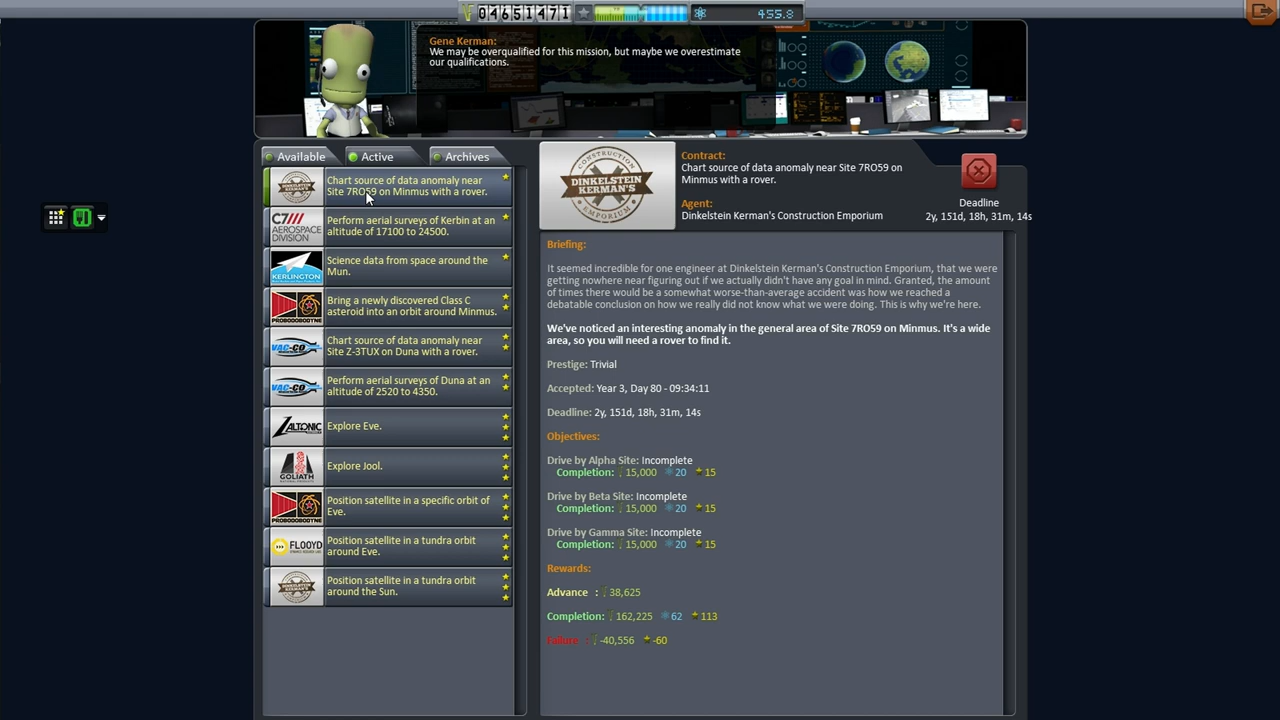 04651471
455.8
Gene Kerman:
We may be overqualified for this mission, but maybe we overestimate
our qualifications.
Available
Active
Archives
Chart source of data anomaly near
Site 7RO59 on Minmus with a rover.
C7///
AEROSPACE
DIVISION
Perform aerial surveys of Kerbin at an
altitude of 17100 to 24500.
KERLINGTON
Science data from space around the
Mun.
PROBODOBODYNE
Bring a newly discovered Class C
asteroid into an orbit around Minmus.
VAC-CO
Chart source of data anomaly near
Site Z-3TUX on Duna with a rover.
VAC-CO
Perform aerial surveys of Duna at an
altitude of 2520 to 4350.
ZALTONIC
Explore Eve.
GOLIATH
Explore Jool.
PROBODOBODYNE
Position satellite in a specific orbit of
Eve.
FLOOYD
Position satellite in a tundra orbit
around Eve.
Position satellite in a tundra orbit
around the Sun.
CONSTRUCTION
DINKELSTEIN
KERMAN'S
EMPORIUM
Contract:
Chart source of data anomaly near Site 7RO59 on
Minmus with a rover.
Agent:
Dinkelstein Kerman's Construction Emporium
Deadline
2y, 151d, 18h, 31m, 14s
Briefing:
It seemed incredible for one engineer at Dinkelstein Kerman's Construction Emporium, that we were
getting nowhere near figuring out if we actually didn't have any goal in mind. Granted, the amount
of times there would be a somewhat worse-than-average accident was how we reached a
debatable conclusion on how we really did not know what we were doing. This is why we're here.
We've noticed an interesting anomaly in the general area of Site 7RO59 on Minmus. It's a wide
area, so you will need a rover to find it.
Prestige: Trivial
Accepted: Year 3, Day 80 - 09:34:11
Deadline: 2y, 151d, 18h, 31m, 14s
Objectives:
Drive by Alpha Site: Incomplete
Completion: 15,000 20 15
Drive by Beta Site: Incomplete
Completion: 15,000 20 15
Drive by Gamma Site: Incomplete
Completion: 15,000 20 15
Rewards:
Advance : 38,625
Completion: 162,225 62 113
Failure : -40,556 -60